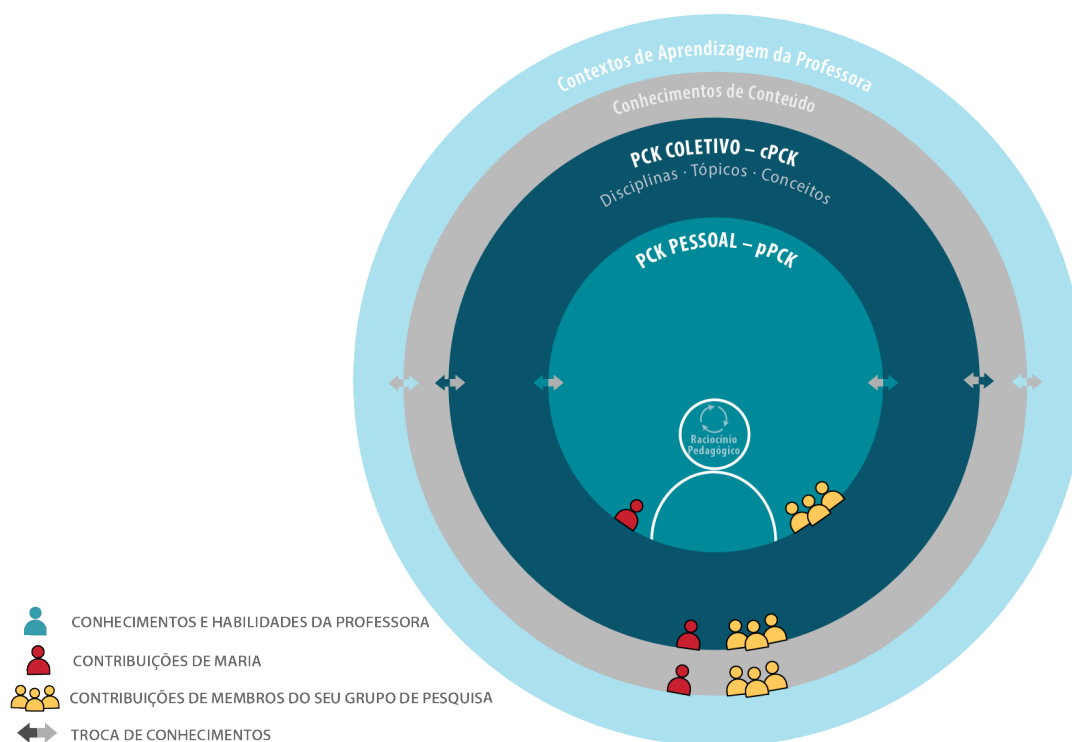 Contextos de Aprendizagem da Professora
Conhecimentos de Conteúdo
PCK COLETIVO – cPCK
Disciplinas · Tópicos · Conceitos
PCK PESSOAL – pPCK
Raciocínio
Pedagógico
CONHECIMENTOS E HABILIDADES DA PROFESSORA
CONTRIBUIÇÕES DE MARIA
CONTRIBUIÇÕES DE MEMBROS DO SEU GRUPO DE PESQUISA
TROCA DE CONHECIMENTOS